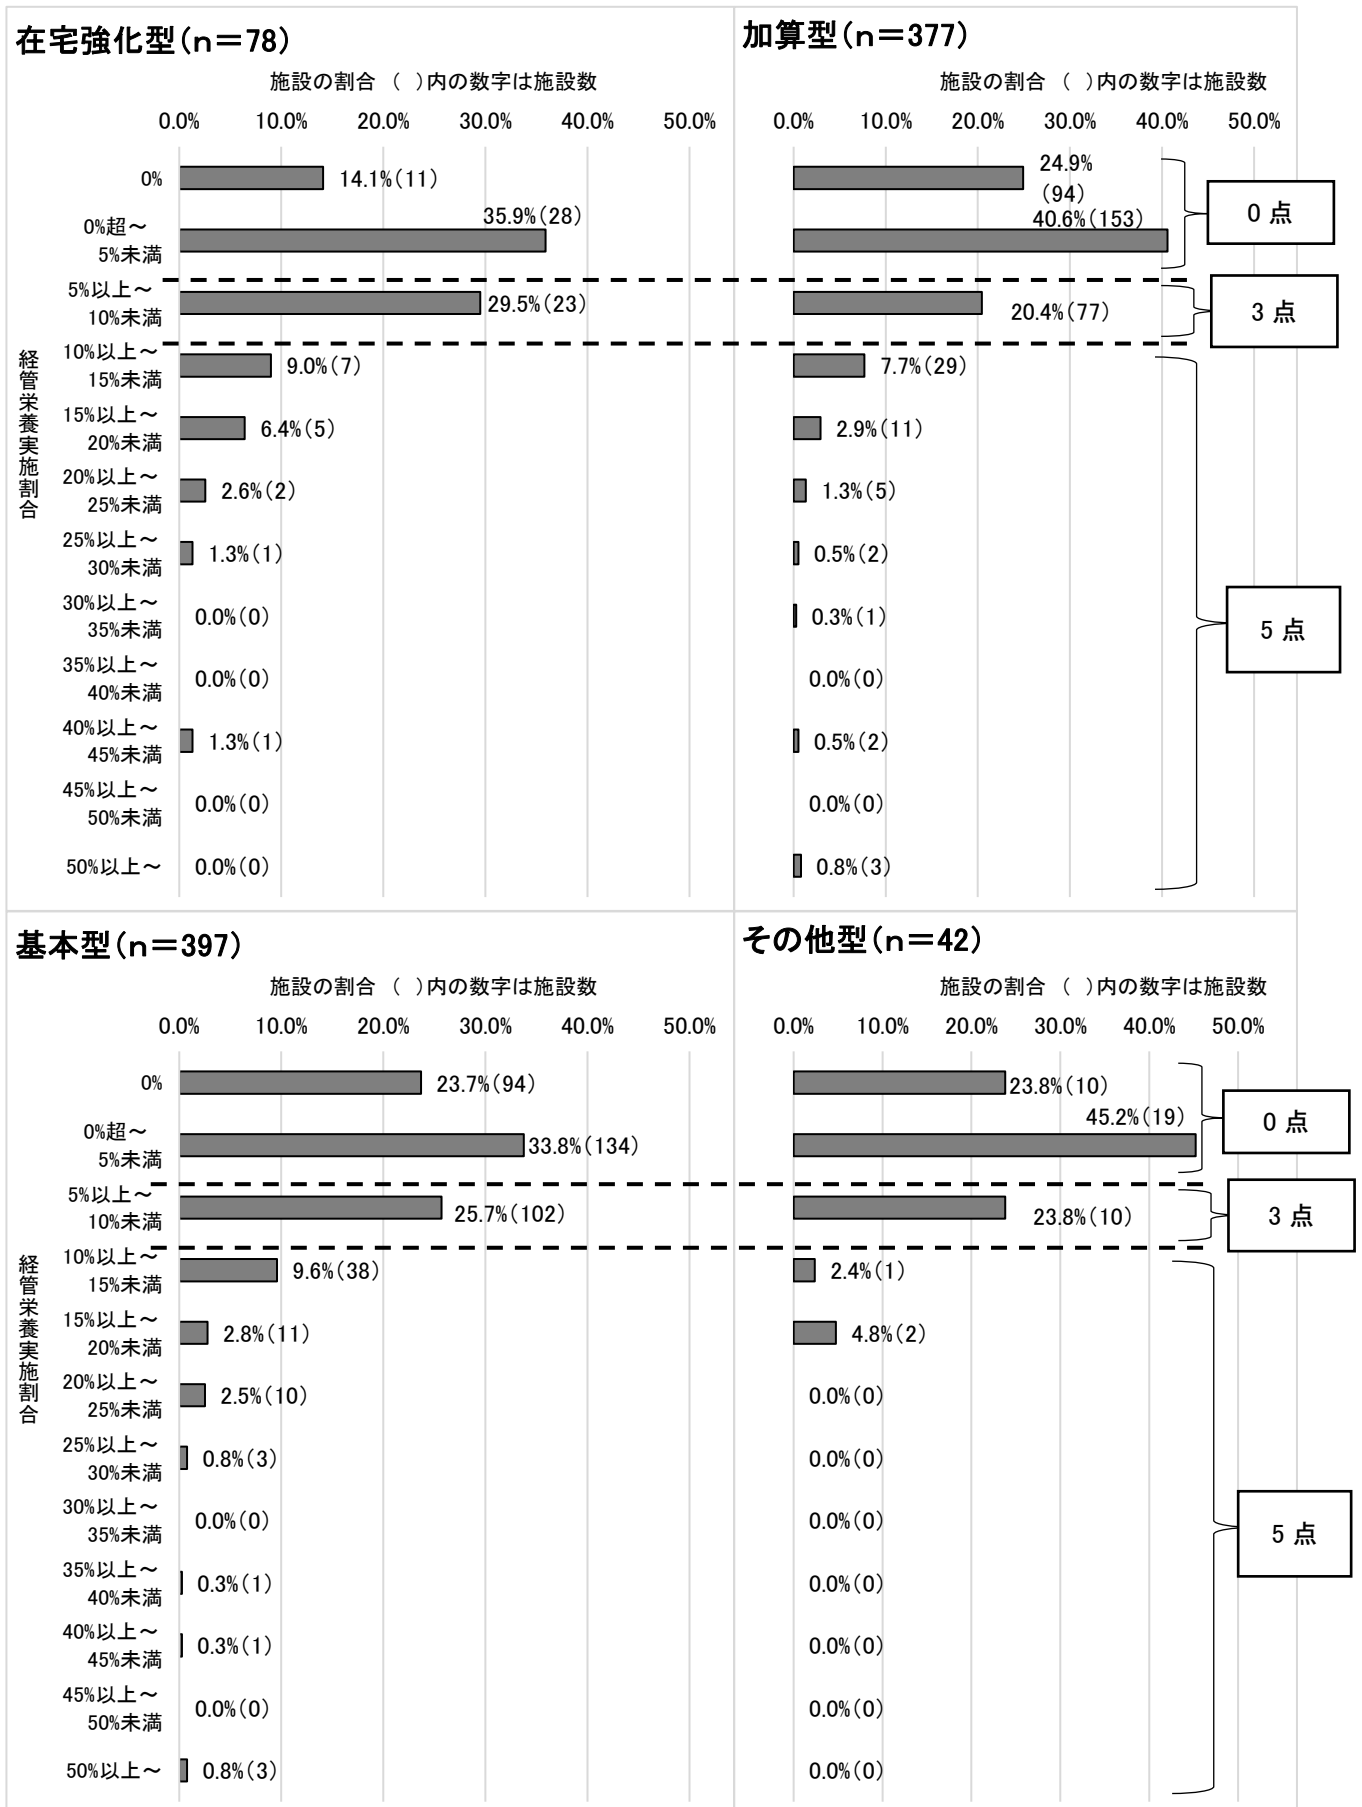 在宅強化型(n=78)
施設の割合 ( )内の数字は施設数
0.0% 10.0% 20.0% 30.0% 40.0% 50.0%
0% 14.1%(11)
0%超～
5%未満
35.9%(28)
5%以上～
10%未満
29.5%(23)
経管栄養実施割合
10%以上～
15%未満
9.0%(7)
15%以上～
20%未満
6.4%(5)
20%以上～
25%未満
2.6%(2)
25%以上～
30%未満
1.3%(1)
30%以上～
35%未満
0.0%(0)
35%以上～
40%未満
0.0%(0)
40%以上～
45%未満
1.3%(1)
45%以上～
50%未満
0.0%(0)
50%以上～ 0.0%(0)
加算型(n=377)
施設の割合 ( )内の数字は施設数
0.0% 10.0% 20.0% 30.0% 40.0% 50.0%
24.9%
(94)
40.6%(153)
20.4%(77)
7.7%(29)
2.9%(11)
1.3%(5)
0.5%(2)
0.3%(1)
0.0%(0)
0.5%(2)
0.0%(0)
0.8%(3)
0 点
3 点
5 点
基本型(n=397)
施設の割合 ( )内の数字は施設数
0.0% 10.0% 20.0% 30.0% 40.0% 50.0%
0% 23.7%(94)
0%超～
5%未満
33.8%(134)
5%以上～
10%未満
25.7%(102)
経管栄養実施割合
10%以上～
15%未満
9.6%(38)
15%以上～
20%未満
2.8%(11)
20%以上～
25%未満
2.5%(10)
25%以上～
30%未満
0.8%(3)
30%以上～
35%未満
0.0%(0)
35%以上～
40%未満
0.3%(1)
40%以上～
45%未満
0.3%(1)
45%以上～
50%未満
0.0%(0)
50%以上～ 0.8%(3)
その他型(n=42)
施設の割合 ( )内の数字は施設数
0.0% 10.0% 20.0% 30.0% 40.0% 50.0%
23.8%(10)
45.2%(19)
23.8%(10)
2.4%(1)
4.8%(2)
0.0%(0)
0.0%(0)
0.0%(0)
0.0%(0)
0.0%(0)
0.0%(0)
0.0%(0)
0 点
3 点
5 点